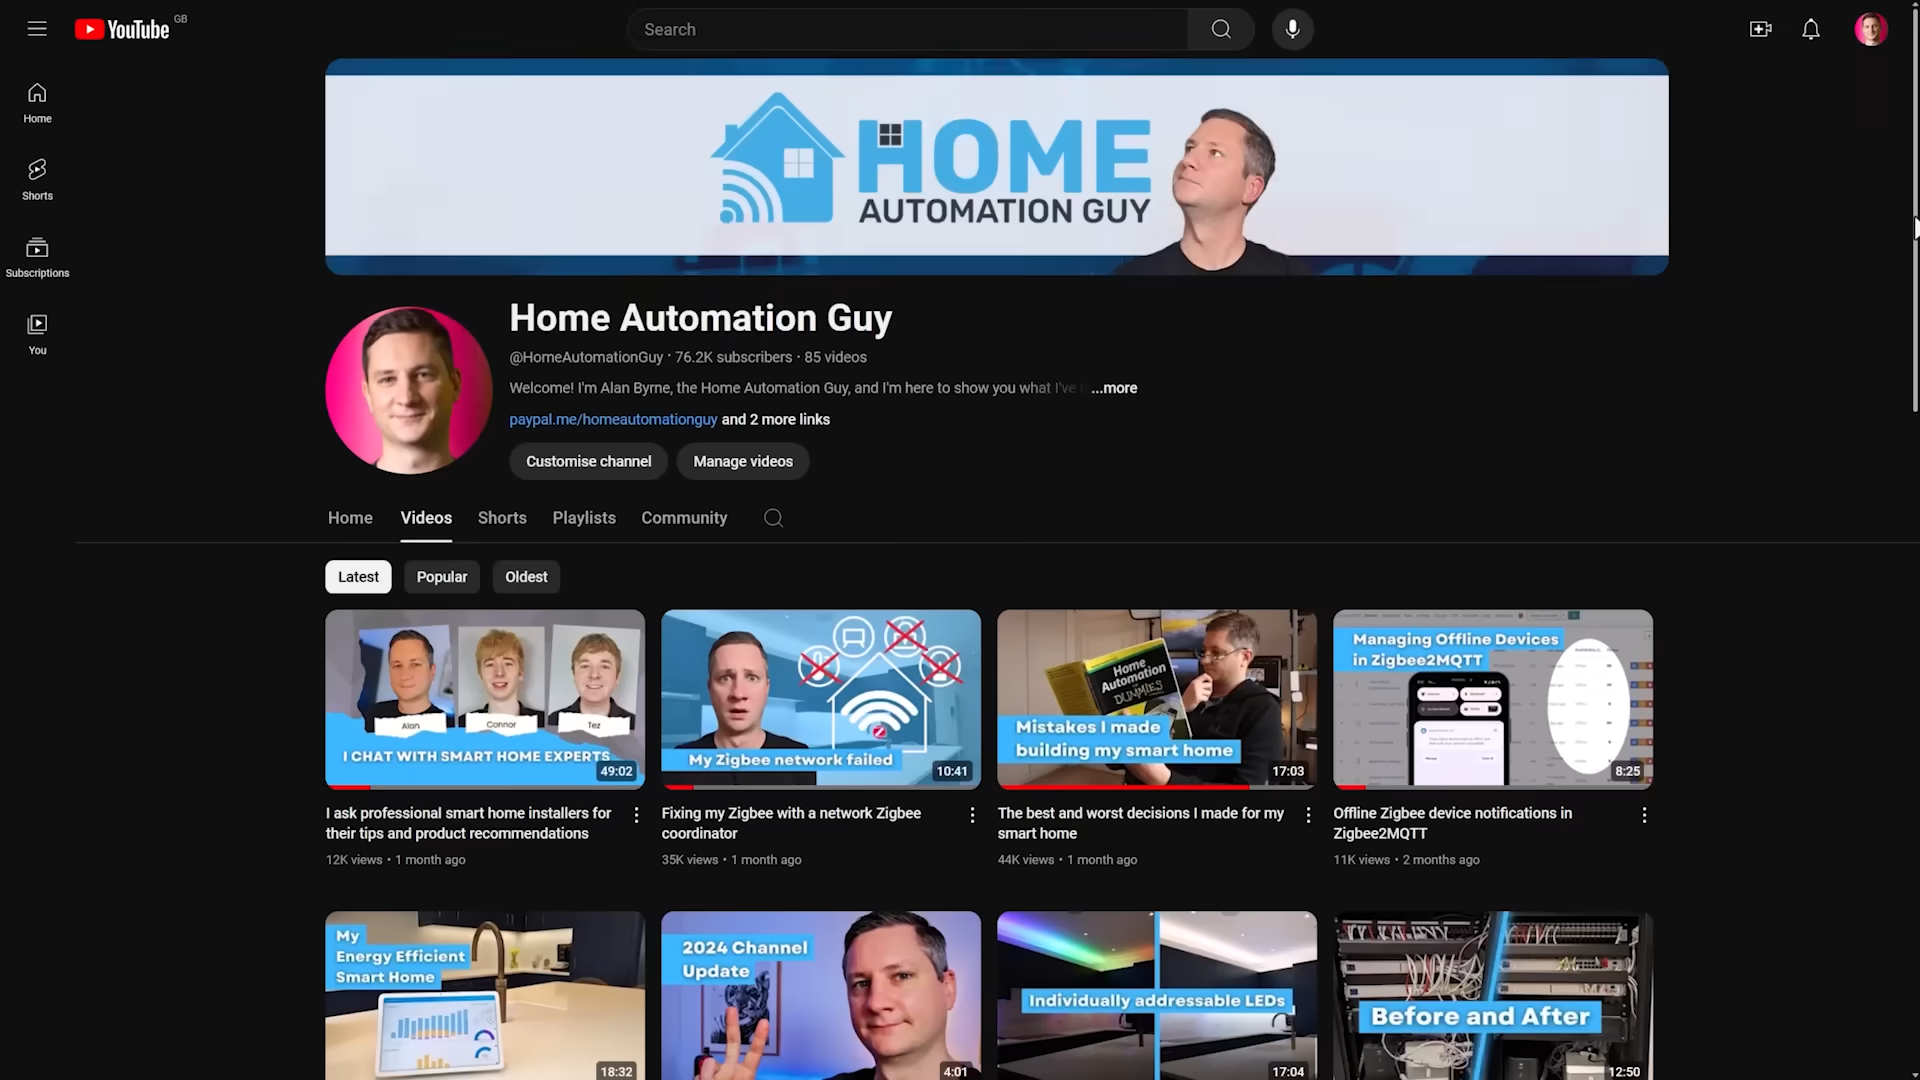 YouTube GB
Search
Home
Shorts
Subscriptions
You
HOME
AUTOMATION GUY
Home Automation Guy
@HomeAutomationGuy · 76.2K subscribers · 85 videos
Welcome! I'm Alan Byrne, the Home Automation Guy, and I'm here to show you what I've ...more
paypal.me/homeautomationguy and 2 more links
Customise channel
Manage videos
Home
Videos
Shorts
Playlists
Community
Latest
Popular
Oldest
Alan
Connor
Tez
I CHAT WITH SMART HOME EXPERTS
49:02
I ask professional smart home installers for
their tips and product recommendations
12K views · 1 month ago
My Zigbee network failed
10:41
Fixing my Zigbee with a network Zigbee
coordinator
35K views · 1 month ago
Home
Automation
DUMMIES
Mistakes I made
building my smart home
17:03
The best and worst decisions I made for my
smart home
44K views · 1 month ago
Managing Offline Devices
in Zigbee2MQTT
8:25
Offline Zigbee device notifications in
Zigbee2MQTT
11K views · 2 months ago
My
Energy Efficient
Smart Home
18:32
2024 Channel
Update
4:01
Individually addressable LEDs
17:04
Before and After
12:50